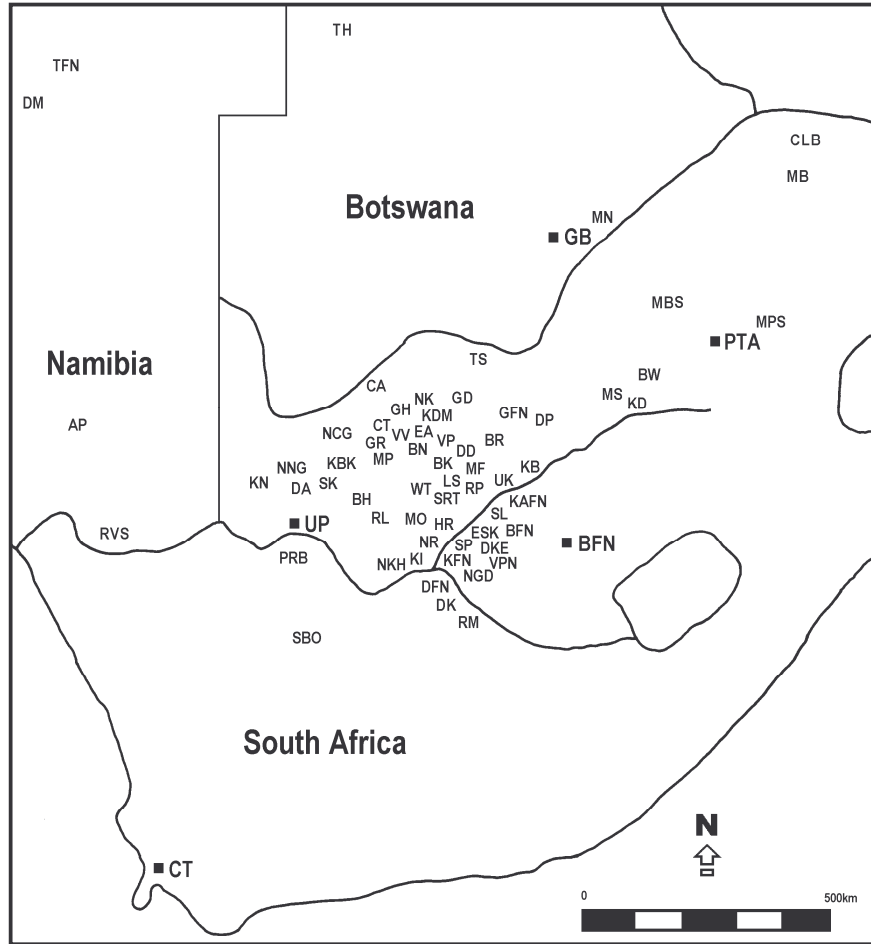 TH
TFN
DM
CLB
MB
Botswana
MN
GB
MBS
MPS
PTA
Namibia
TS
BW
CA
MS
KD
NK
GD
GH
KDM
GFN
DP
AP
CT
EA
NCG
VV
GR
VP
BR
BN
DD
MP
KBK
BK
MF
KB
NNG
KN
DA
SK
LS
UK
WT
RP
BH
SRT
KAFN
SL
RL
MO
HR
UP
ESK
BFN
RVS
NR
SP
DKE
BFN
PRB
NKH
KI
KFN
VPN
NGD
DFN
DK
RM
SBO
South Africa
N
CT
0
500km